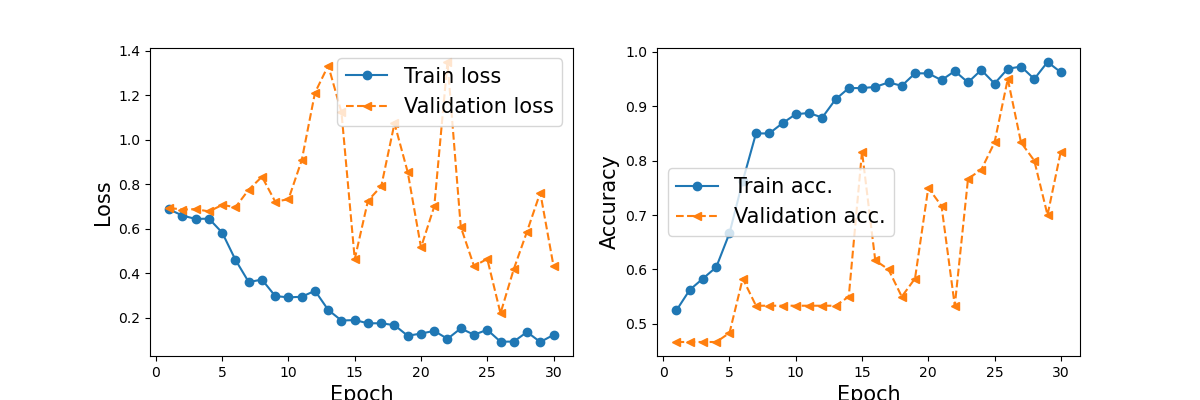 1.4
1.2
1.0
0.8
0.6
0.4
0.2
0 5 10 15 20 25 30
Loss
Epoch
Train loss
Validation loss
1.0
0.9
0.8
0.7
0.6
0.5
0 5 10 15 20 25 30
Accuracy
Epoch
Train acc.
Validation acc.